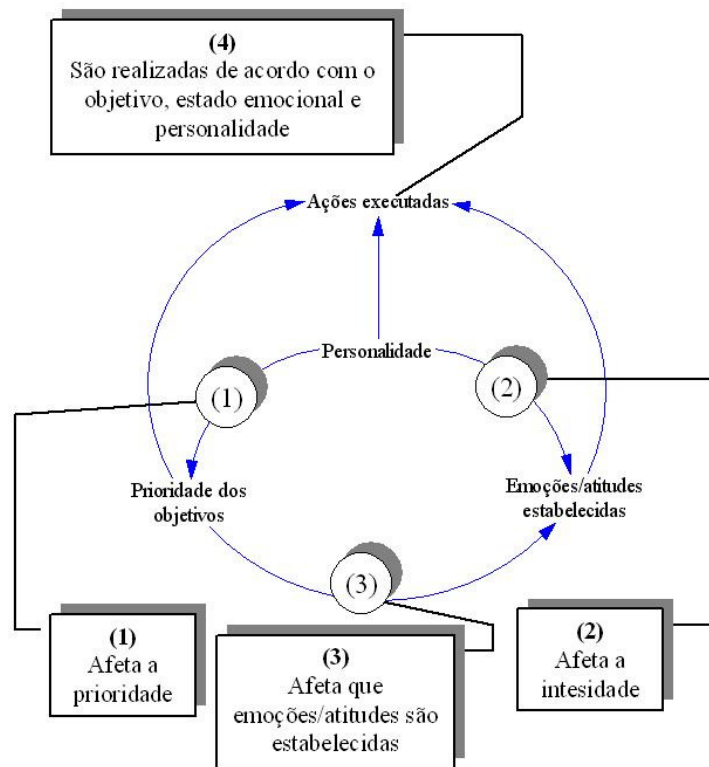 (4)
São realizadas de acordo com o
objetivo, estado emocional e
personalidade
Ações executadas
Personalidade
(1)
(2)
Prioridade dos
objetivos
Emoções/atitudes
estabelecidas
(3)
(1)
Afeta a
prioridade
(3)
Afeta que
emoções/atitudes são
estabelecidas
(2)
Afeta a
intesidade